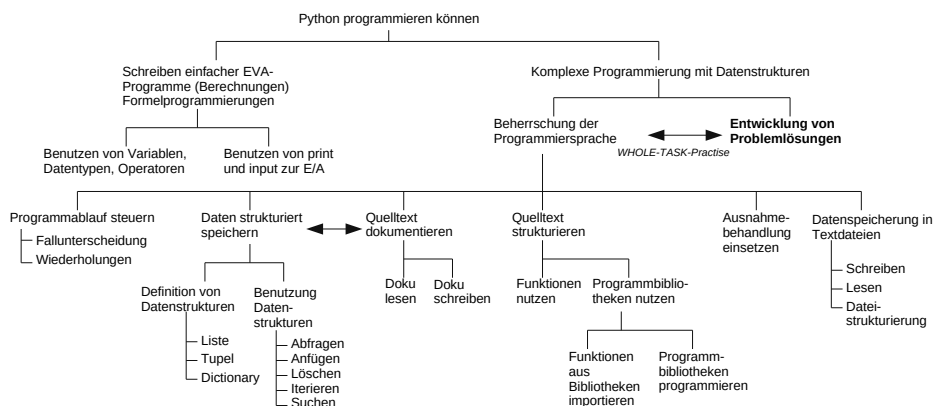 Python programmieren können
Schreiben einfacher EVA-
Programme (Berechnungen)
Formelprogrammierungen
Komplexe Programmierung mit Datenstrukturen
Benutzen von Variablen,
Datentypen, Operatoren
Benutzen von print
und input zur E/A
Beherrschung der
Programmiersprache
WHOLE-TASK-Practise
Entwicklung von
Problemlösungen
Programmablauf steuern
Fallunterscheidung
Wiederholungen
Daten strukturiert
speichern
Quelltext
dokumentieren
Quelltext
strukturieren
Ausnahme-
behandlung
einsetzen
Datenspeicherung in
Textdateien
Schreiben
Lesen
Datei-
strukturierung
Definition von
Datenstrukturen
Liste
Tupel
Dictionary
Benutzung
Daten-
strukturen
Abfragen
Anfügen
Löschen
Iterieren
Suchen
Doku
lesen
Doku
schreiben
Funktionen
nutzen
Programmbiblio-
theken nutzen
Funktionen
aus
Bibliotheken
importieren
Programm-
bibliotheken
programmieren